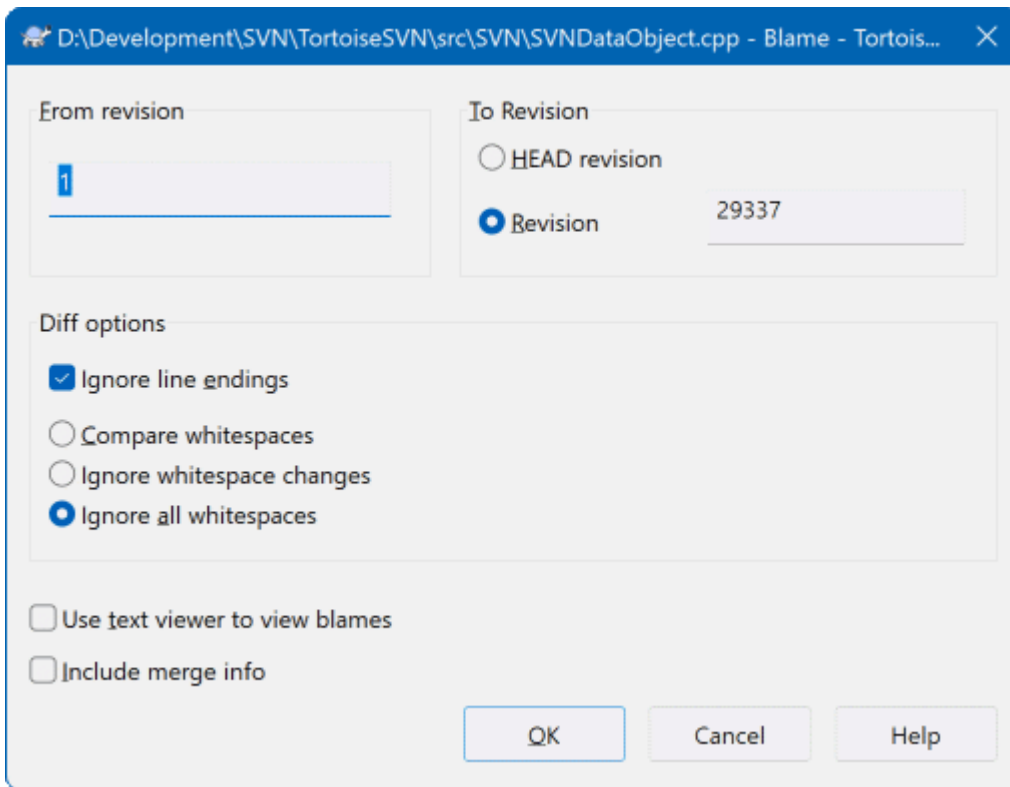 D:\Development\SVN\TortoiseSVN\src\SVN\SVNDataObject.cpp - Blame - Tortois...
From revision
1
To Revision
HEAD revision
Revision
29337
Diff options
Ignore line endings
Compare whitespaces
Ignore whitespace changes
Ignore all whitespaces
Use text viewer to view blames
Include merge info
OK Cancel Help